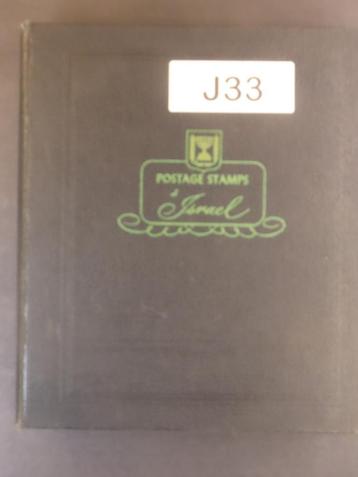 J33
POSTAGE STAMPS
of Israel